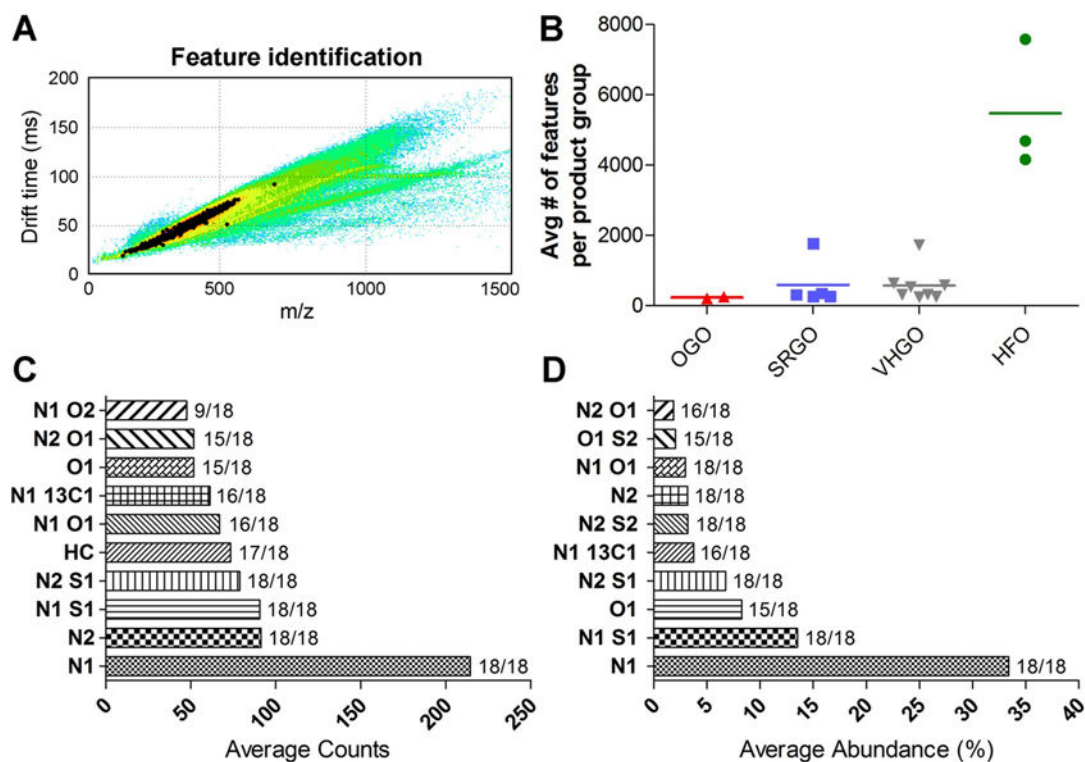 A
Feature identification
200
150
100
50
0
Drift time (ms)
0 500 1000 1500
m/z
B
8000
6000
4000
2000
0
Avg # of features
per product group
OGO SRGO VHGO HFO
C
N1 O2 9/18
N2 O1 15/18
O1 15/18
N1 13C1 16/18
N1 O1 16/18
HC 17/18
N2 S1 18/18
N1 S1 18/18
N2 18/18
N1 18/18
0 50 100 150 200 250
Average Counts
D
N2 O1 16/18
O1 S2 15/18
N1 O1 18/18
N2 18/18
N2 S2 18/18
N1 13C1 16/18
N2 S1 18/18
O1 15/18
N1 S1 18/18
N1 18/18
0 5 10 15 20 25 30 35 40
Average Abundance (%)